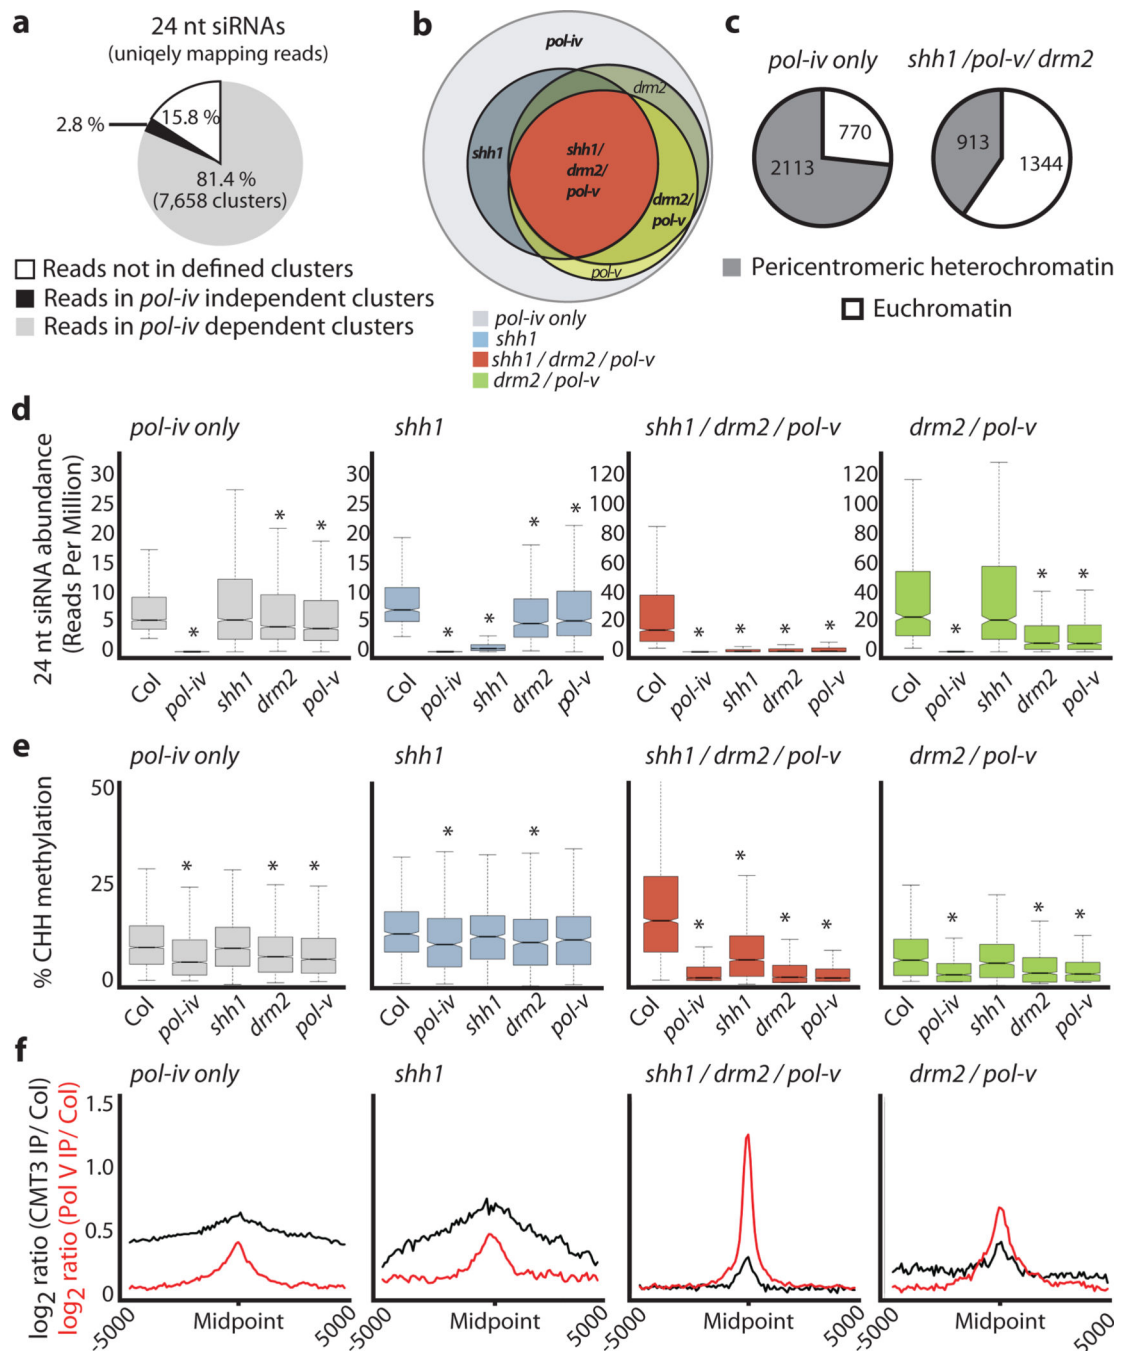 a
24 nt siRNAs
(uniqely mapping reads)
2.8 %
15.8 %
81.4 %
(7,658 clusters)
Reads not in defined clusters
Reads in pol-iv independent clusters
Reads in pol-iv dependent clusters
b
pol-iv
drm2
shh1
shh1/
drm2/
pol-v
drm2/
pol-v
pol-v
pol-iv only
shh1
shh1 / drm2 / pol-v
drm2 / pol-v
c
pol-iv only
shh1 /pol-v/ drm2
770
2113
913
1344
Pericentromeric heterochromatin
Euchromatin
d
24 nt siRNA abundance
(Reads Per Million)
pol-iv only
30
25
20
15
10
5
0
*
*
*
Col
pol-iv
shh1
drm2
pol-v
shh1
30
25
20
15
10
5
0
*
*
*
*
Col
pol-iv
shh1
drm2
pol-v
shh1 / drm2 / pol-v
120
100
80
60
40
20
0
*
*
*
*
Col
pol-iv
shh1
drm2
pol-v
drm2 / pol-v
120
100
80
60
40
20
0
*
*
*
Col
pol-iv
shh1
drm2
pol-v
e
% CHH methylation
pol-iv only
50
25
0
*
*
*
Col
pol-iv
shh1
drm2
pol-v
shh1
*
*
Col
pol-iv
shh1
drm2
pol-v
shh1 / drm2 / pol-v
*
*
*
*
Col
pol-iv
shh1
drm2
pol-v
drm2 / pol-v
*
*
*
Col
pol-iv
shh1
drm2
pol-v
f
log2 ratio (CMT3 IP/ Col)
log2 ratio (Pol V IP/ Col)
pol-iv only
1.5
1.0
0.5
0
-5000
Midpoint
5000
shh1
-5000
Midpoint
5000
shh1 / drm2 / pol-v
-5000
Midpoint
5000
drm2 / pol-v
-5000
Midpoint
5000